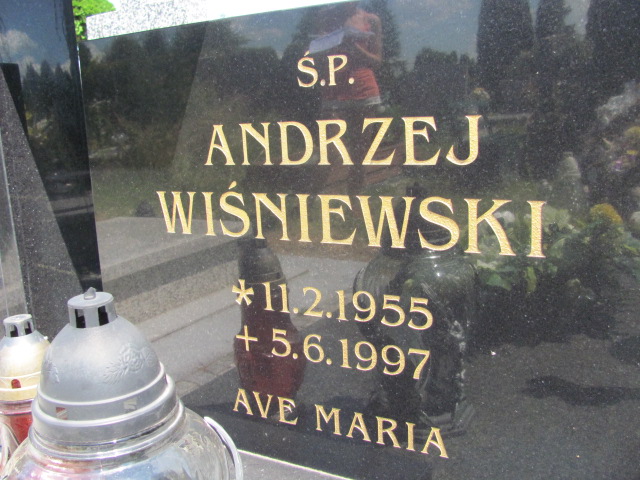 Ś.P.
ANDRZEJ
WIŚNIEWSKI
* 11.2.1955
+ 5.6.1997
AVE MARIA